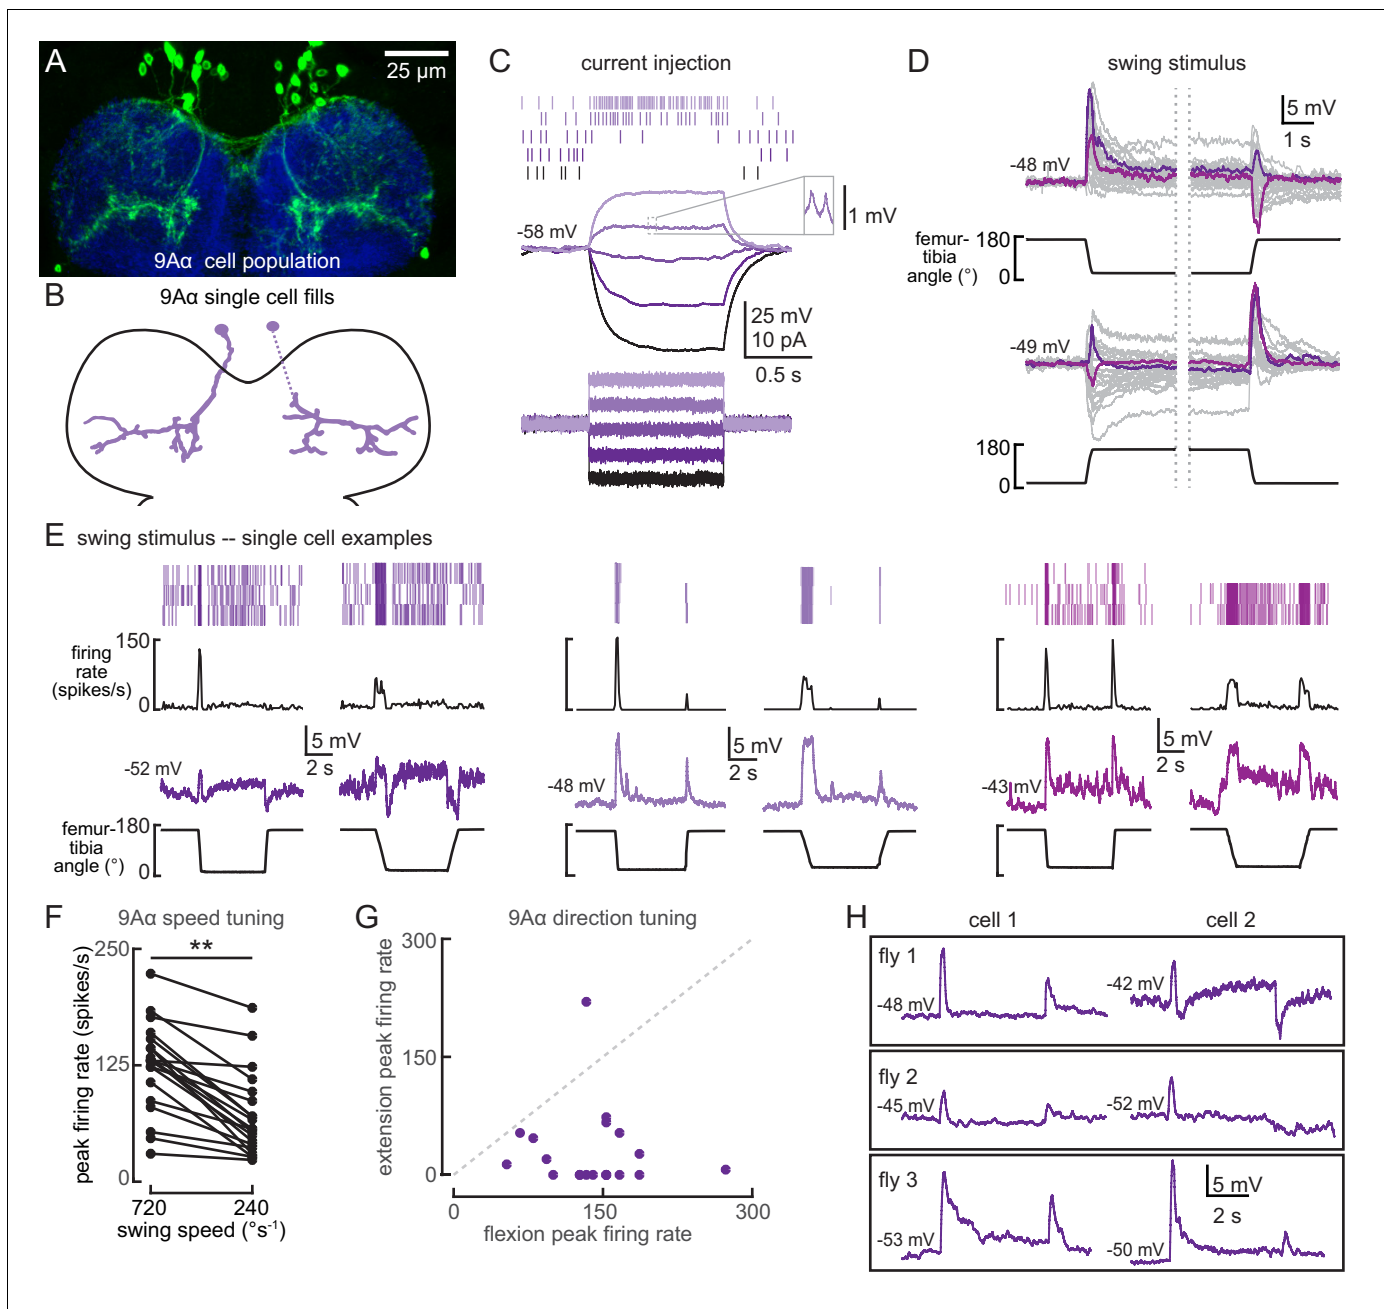 A
25 µm
9Aα cell population
B
9Aα single cell fills
C
current injection
-58 mV
1 mV
25 mV
10 pA
0.5 s
D
swing stimulus
5 mV
1 s
-48 mV
femur-
tibia
angle (°)
180
0
-49 mV
180
0
E
swing stimulus -- single cell examples
firing
rate
(spikes/s)
150
0
-52 mV
5 mV
2 s
femur-
tibia
angle (°)
180
0
-48 mV
5 mV
2 s
-43 mV
5 mV
2 s
F
9Aα speed tuning
**
peak firing rate (spikes/s)
250
125
0
720
240
swing speed (°s-1)
G
9Aα direction tuning
extension peak firing rate
300
150
0
0
150
300
flexion peak firing rate
H
cell 1
cell 2
fly 1
-48 mV
-42 mV
fly 2
-45 mV
-52 mV
fly 3
-53 mV
-50 mV
5 mV
2 s